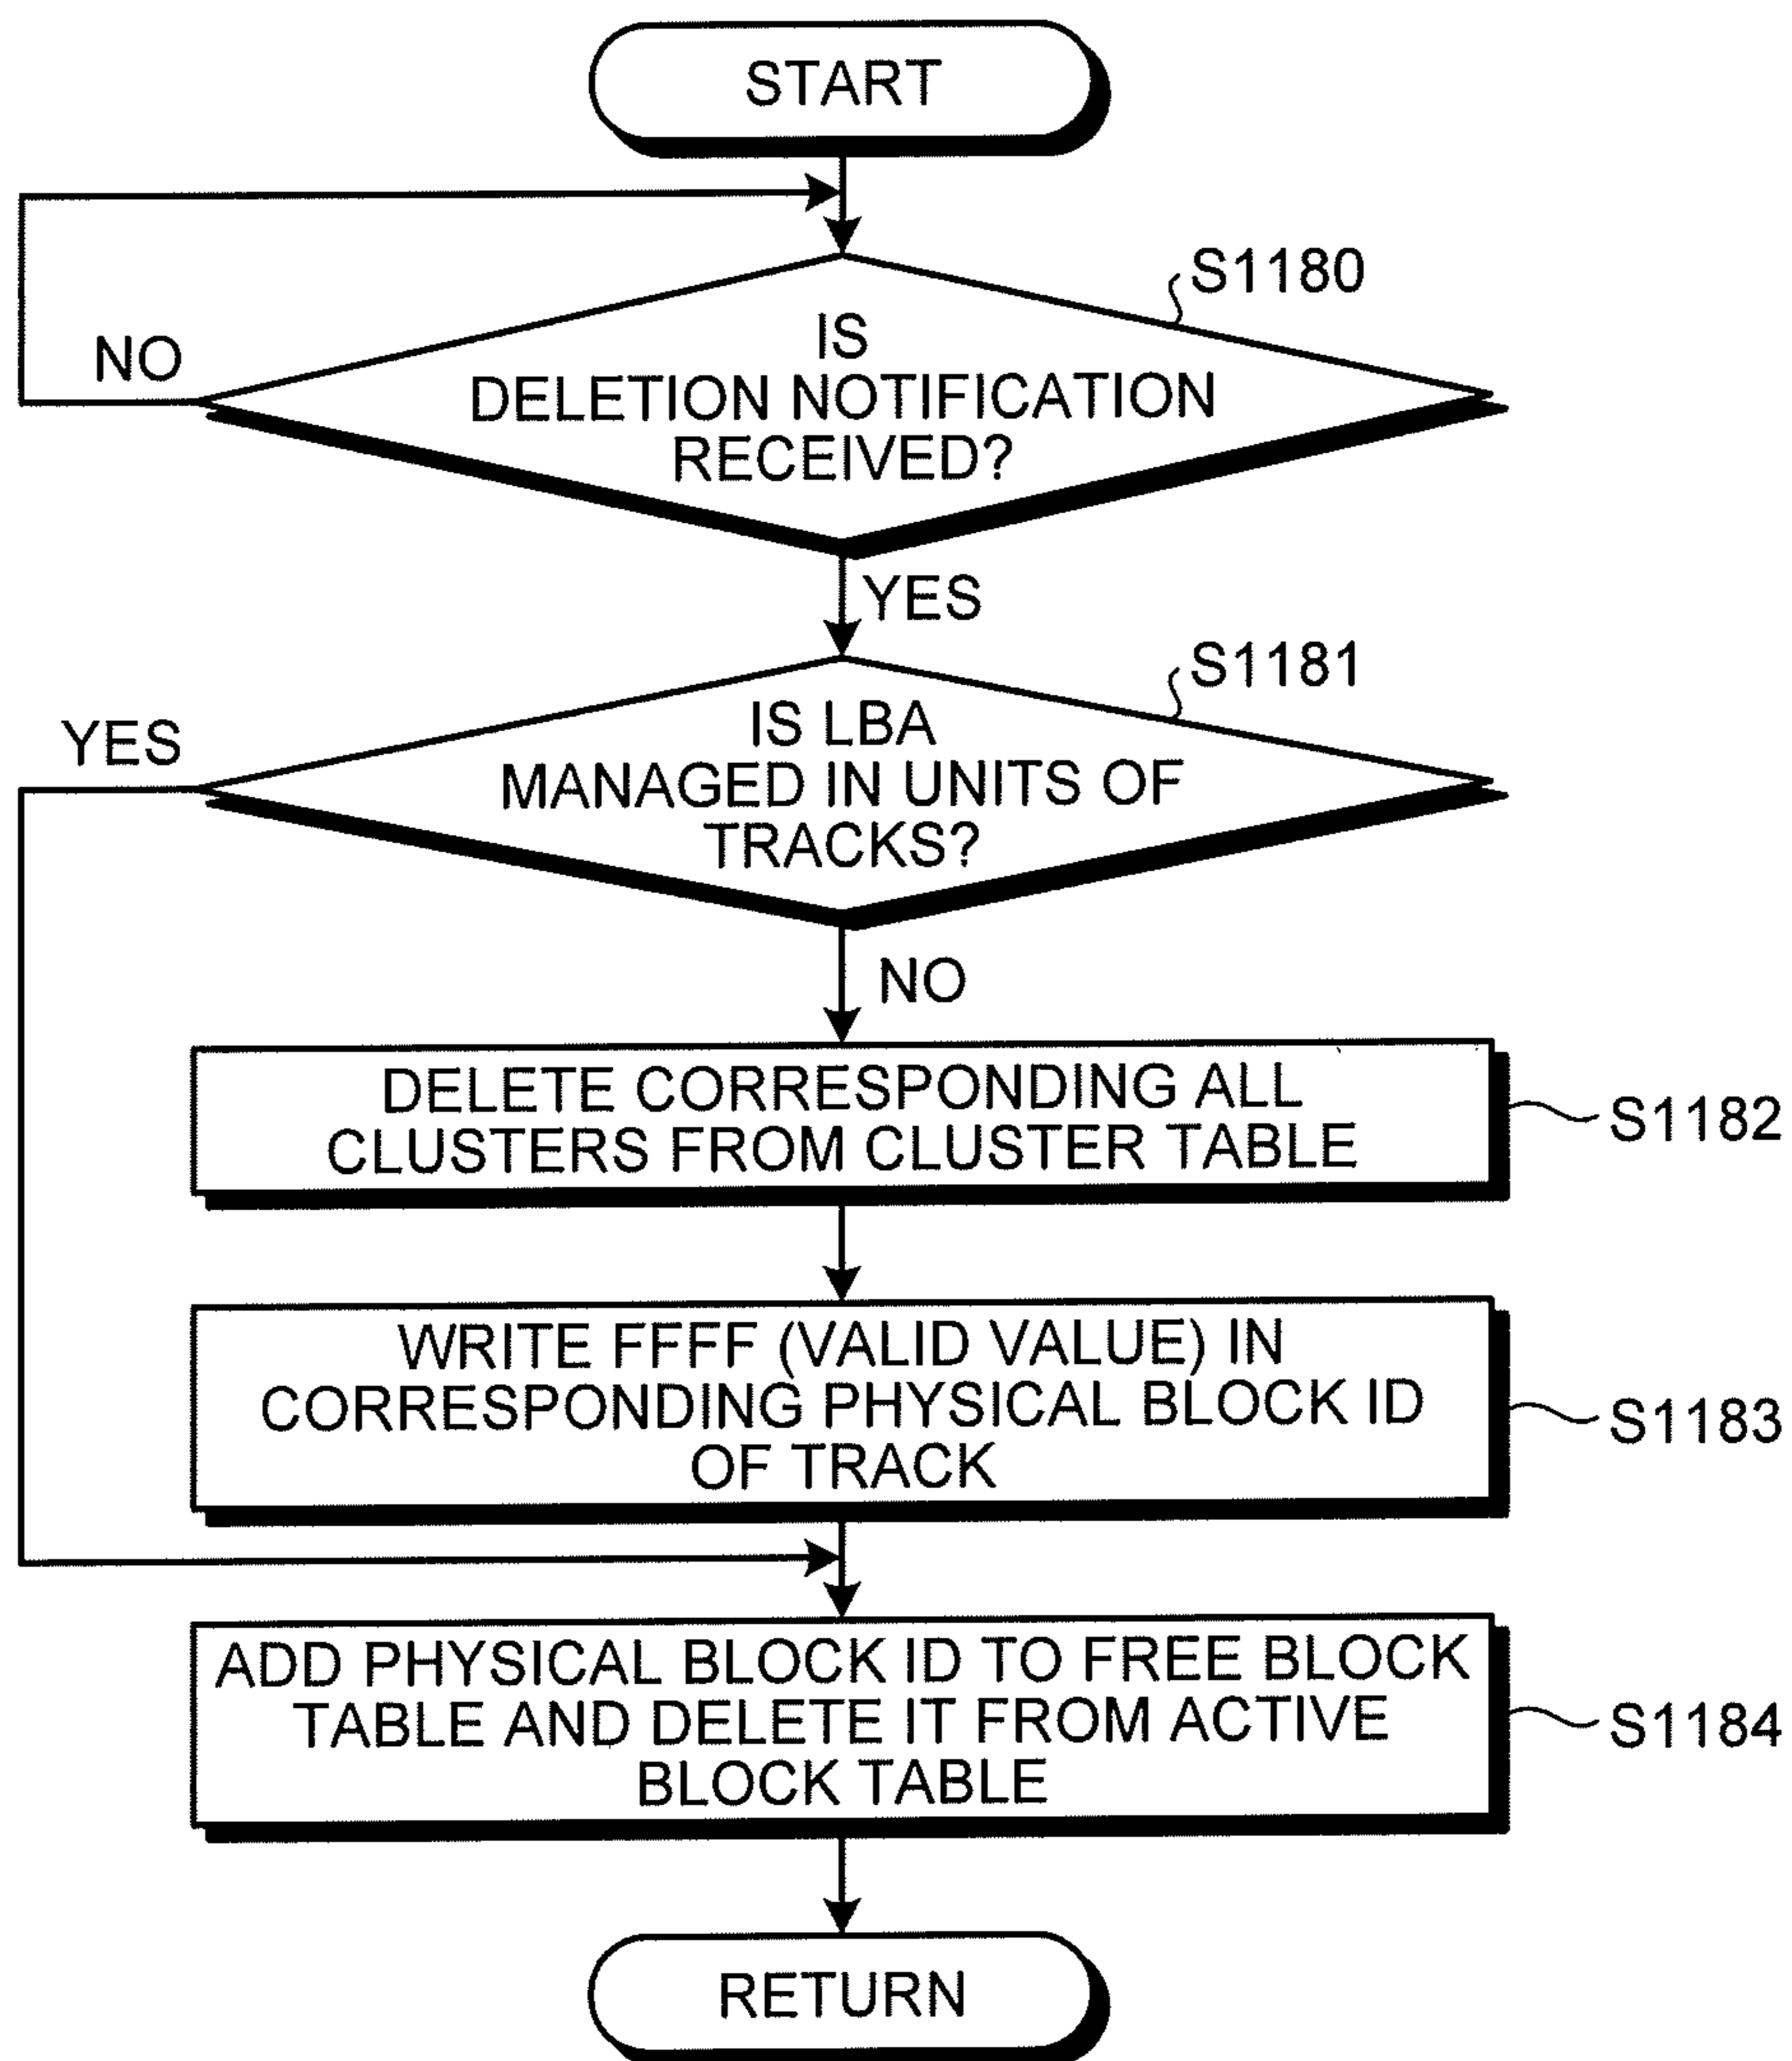 START
S1180
IS
DELETION NOTIFICATION
RECEIVED?
NO
YES
S1181
IS LBA
MANAGED IN UNITS OF
TRACKS?
YES
NO
DELETE CORRESPONDING ALL
CLUSTERS FROM CLUSTER TABLE
S1182
WRITE FFFF (VALID VALUE) IN
CORRESPONDING PHYSICAL BLOCK ID
OF TRACK
S1183
ADD PHYSICAL BLOCK ID TO FREE BLOCK
TABLE AND DELETE IT FROM ACTIVE
BLOCK TABLE
S1184
RETURN